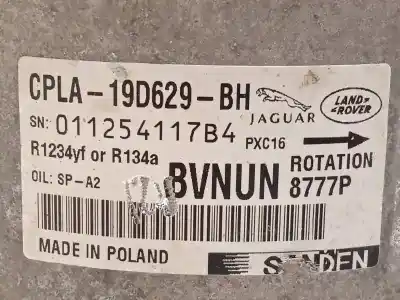 CPLA-19D629-BH
JAGUAR
LAND ROVER
SN: 011254117B4
PXC16
R1234yf or R134a
ROTATION
OIL: SP-A2
BVNUN
8777P
MADE IN POLAND
SANDEN